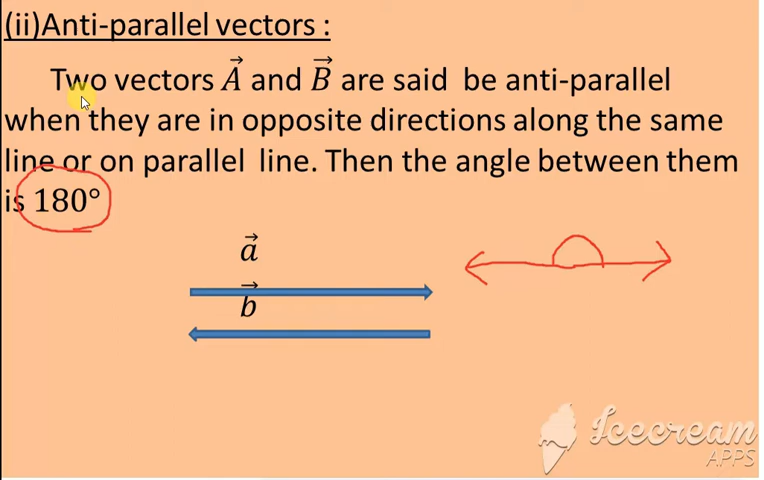 (ii)Anti-parallel vectors :
Two vectors A⃗ and B⃗ are said be anti-parallel
when they are in opposite directions along the same
line or on parallel line. Then the angle between them
is 180°
a⃗
b⃗
Icecream
APPS